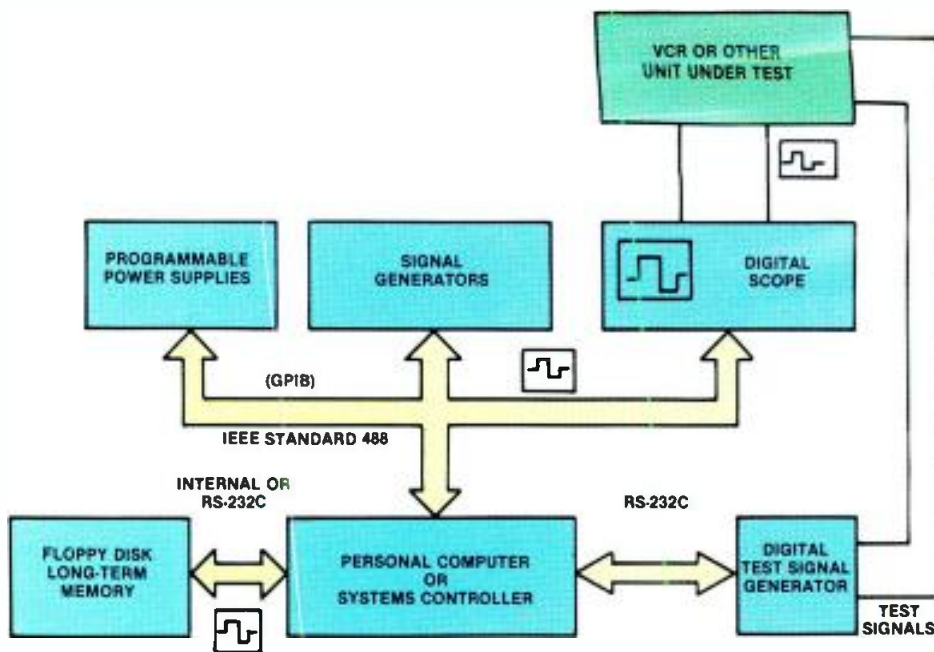 VCR OR OTHER
UNIT UNDER TEST
PROGRAMMABLE
POWER SUPPLIES
SIGNAL
GENERATORS
DIGITAL
SCOPE
(GPIB)
IEEE STANDARD 488
INTERNAL OR
RS-232C
RS-232C
FLOPPY DISK
LONG-TERM
MEMORY
PERSONAL COMPUTER
OR
SYSTEMS CONTROLLER
DIGITAL
TEST SIGNAL
GENERATOR
TEST
SIGNALS